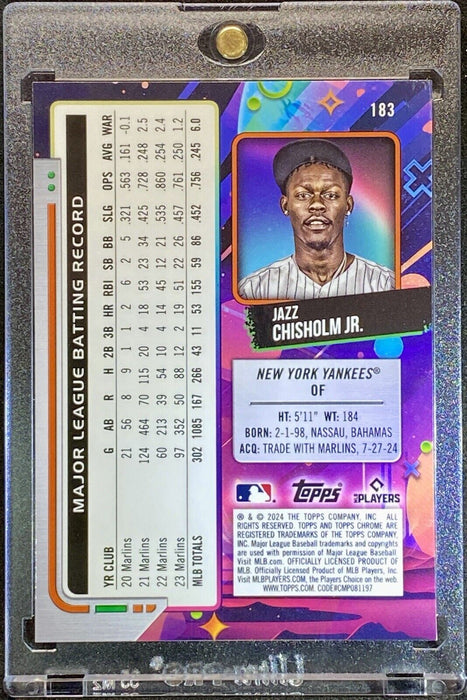 183
JAZZ
CHISHOLM JR.
NEW YORK YANKEES®
OF
HT: 5'11" WT: 184
BORN: 2-1-98, NASSAU, BAHAMAS
ACQ: TRADE WITH MARLINS, 7-27-24
TOPPS
MLB PLAYERS
® & © 2024 THE TOPPS COMPANY, INC. ALL
RIGHTS RESERVED. TOPPS AND TOPPS CHROME ARE
REGISTERED TRADEMARKS OF THE TOPPS COMPANY,
INC. Major League Baseball trademarks and copyrights
are used with permission of Major League Baseball.
Visit MLB.com. OFFICIALLY LICENSED PRODUCT OF
MLB. Officially Licensed Product of MLB Players, Inc.
Visit MLBPLAYERS.com, the Players Choice on the web.
WWW.TOPPS.COM. CODE#CMP081197
MAJOR LEAGUE BATTING RECORD
YR CLUB G AB R H 2B 3B HR RBI SB BB SLG OPS AVG WAR
20 Marlins 21 56 8 9 1 1 2 6 2 5 .321 .563 .161 -0.1
21 Marlins 124 464 70 115 20 4 18 53 23 34 .425 .728 .248 2.5
22 Marlins 60 213 39 54 10 4 14 45 12 21 .535 .860 .254 2.4
23 Marlins 97 352 50 88 12 2 19 51 22 26 .457 .761 .250 1.2
MLB TOTALS 302 1085 167 266 43 11 53 155 59 86 .452 .756 .245 6.0